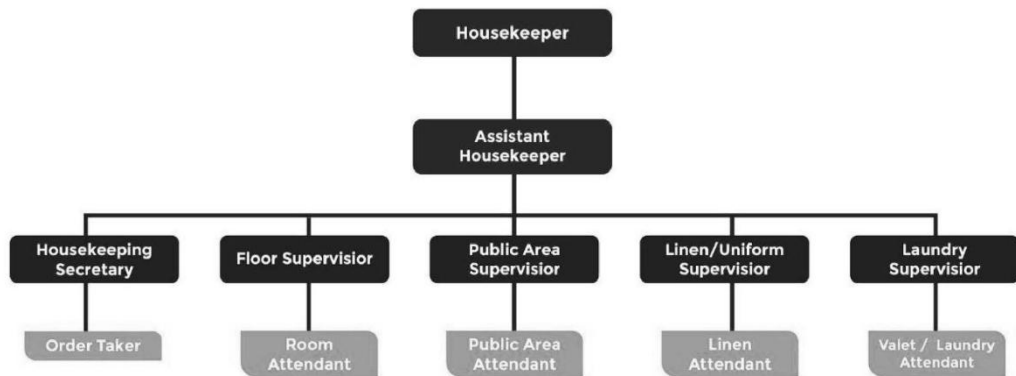 Housekeeper
Assistant
Housekeeper
Housekeeping
Secretary
Floor Supervisior
Public Area
Supervisior
Linen/Uniform
Supervisior
Laundry
Supervisior
Order Taker
Room
Attendant
Public Area
Attendant
Linen
Attendant
Valet / Laundry
Attendant